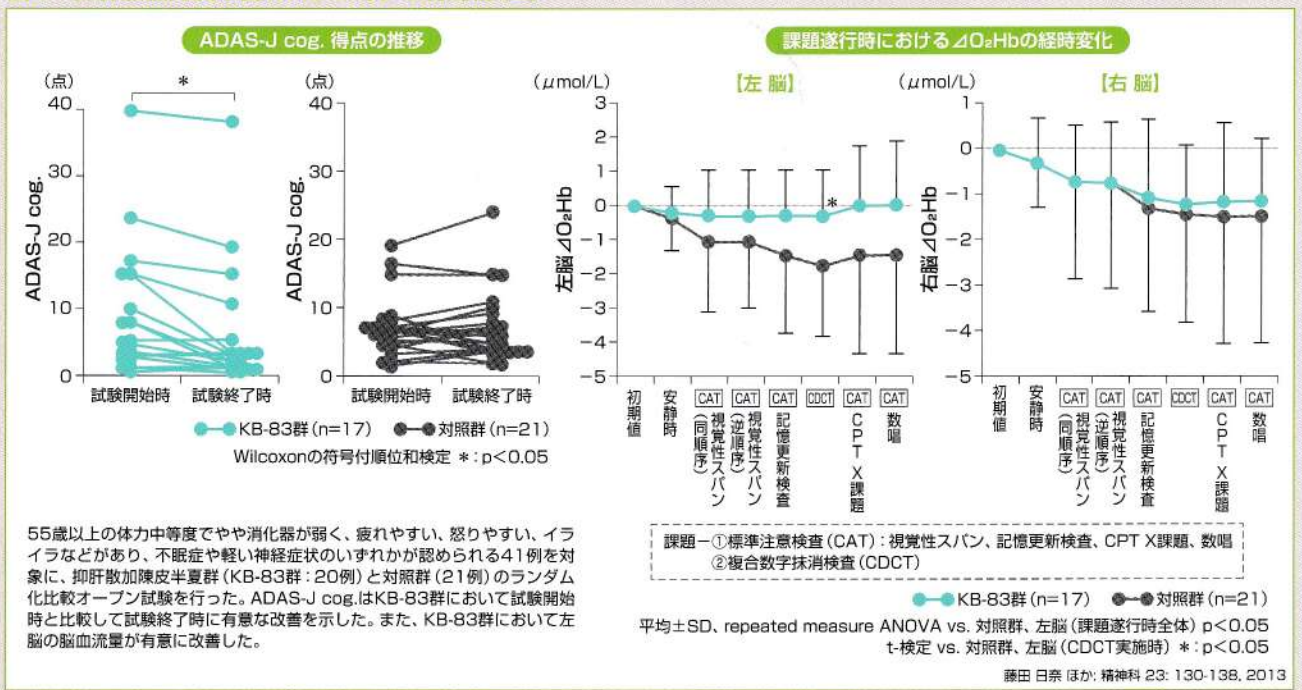 ADAS-J cog. 得点の推移
(点)
＊
40
30
20
10
0
ADAS-J cog.
試験開始時
試験終了時
(点)
40
30
20
10
0
ADAS-J cog.
試験開始時
試験終了時
KB-83群(n=17)
対照群(n=21)
Wilcoxonの符号付順位和検定 ＊：p<0.05
課題遂行時における⊿O₂Hbの経時変化
(μmol/L)
【左 脳】
3
2
1
0
−1
−2
−3
−4
−5
左脳⊿O₂Hb
＊
初期値
安静時
CAT 視覚性スパン(同順序)
CAT 視覚性スパン(逆順序)
CAT 記憶更新検査
CDCT
CAT CPT X課題
CAT 数唱
(μmol/L)
【右 脳】
1
0
−1
−2
−3
−4
−5
右脳⊿O₂Hb
初期値
安静時
CAT 視覚性スパン(同順序)
CAT 視覚性スパン(逆順序)
CAT 記憶更新検査
CDCT
CAT CPT X課題
CAT 数唱
課題−①標準注意検査(CAT)：視覚性スパン、記憶更新検査、CPT X課題、数唱
②複合数字抹消検査(CDCT)
KB-83群(n=17)
対照群(n=21)
平均±SD、repeated measure ANOVA vs. 対照群、左脳(課題遂行時全体) p<0.05
t-検定 vs. 対照群、左脳(CDCT実施時) ＊：p<0.05
55歳以上の体力中等度でやや消化器が弱く、疲れやすい、怒りやすい、イラ
イラなどがあり、不眠症や軽い神経症状のいずれかが認められる41例を対
象に、抑肝散加陳皮半夏群(KB-83群：20例)と対照群(21例)のランダム
化比較オープン試験を行った。ADAS-J cog.はKB-83群において試験開始
時と比較して試験終了時に有意な改善を示した。また、KB-83群において左
脳の脳血流量が有意に改善した。
藤田 日奈 ほか; 精神科 23: 130-138, 2013